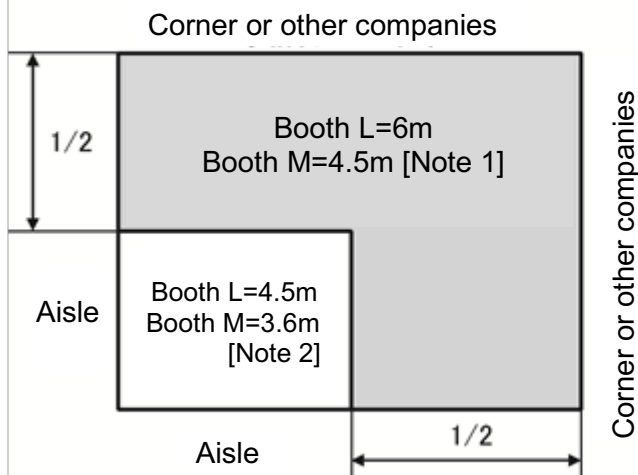 Corner or other companies
1/2
Booth L=6m
Booth M=4.5m [Note 1]
Corner or other companies
Aisle
Booth L=4.5m
Booth M=3.6m
[Note 2]
Aisle
1/2